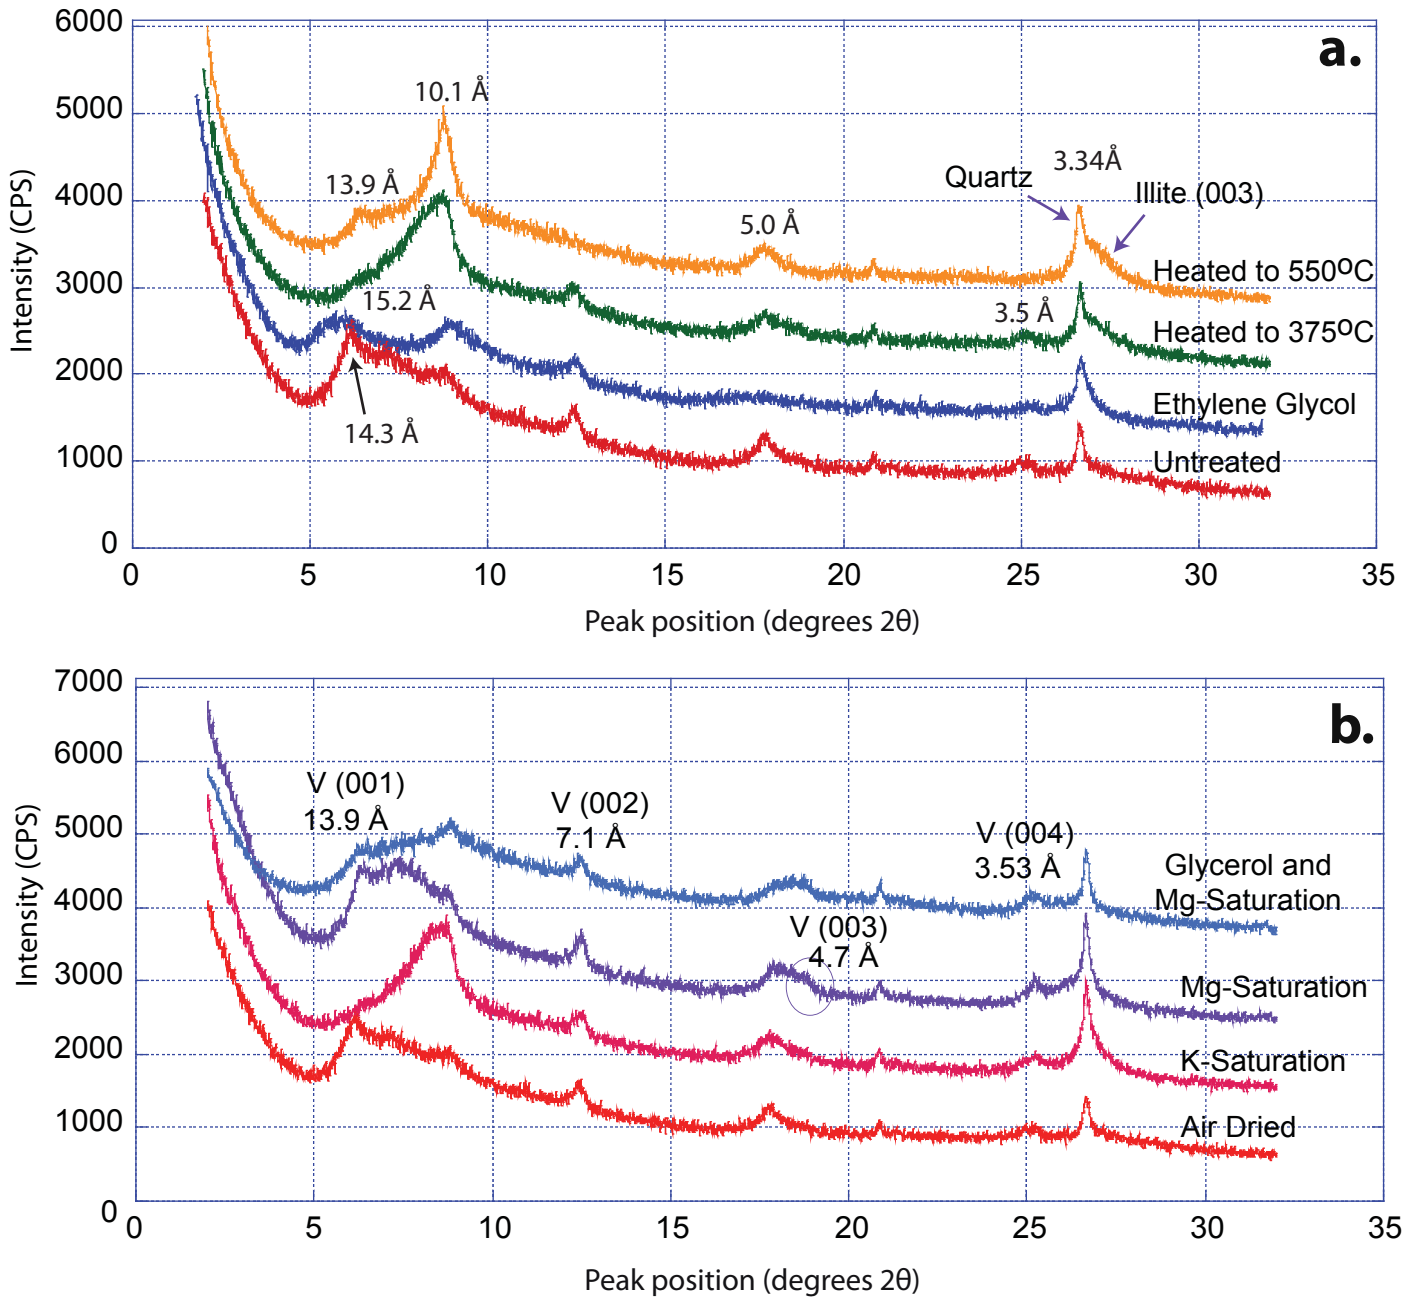 a.
6000
5000
4000
3000
2000
1000
0
Intensity (CPS)
10.1 Å
13.9 Å
5.0 Å
3.34Å
Quartz
Illite (003)
Heated to 550ºC
15.2 Å
3.5 Å
Heated to 375ºC
14.3 Å
Ethylene Glycol
Untreated
0 5 10 15 20 25 30 35
Peak position (degrees 2θ)
b.
7000
6000
5000
4000
3000
2000
1000
0
Intensity (CPS)
V (001)
13.9 Å
V (002)
7.1 Å
V (004)
3.53 Å
Glycerol and
Mg-Saturation
V (003)
4.7 Å
Mg-Saturation
K-Saturation
Air Dried
0 5 10 15 20 25 30 35
Peak position (degrees 2θ)